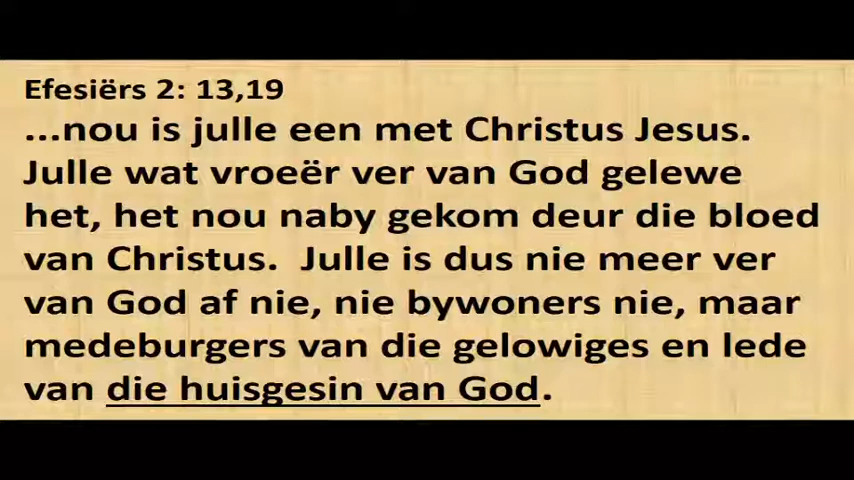 Efesiërs 2: 13,19
...nou is julle een met Christus Jesus.
Julle wat vroeër ver van God gelewe
het, het nou naby gekom deur die bloed
van Christus.  Julle is dus nie meer ver
van God af nie, nie bywoners nie, maar
medeburgers van die gelowiges en lede
van die huisgesin van God.